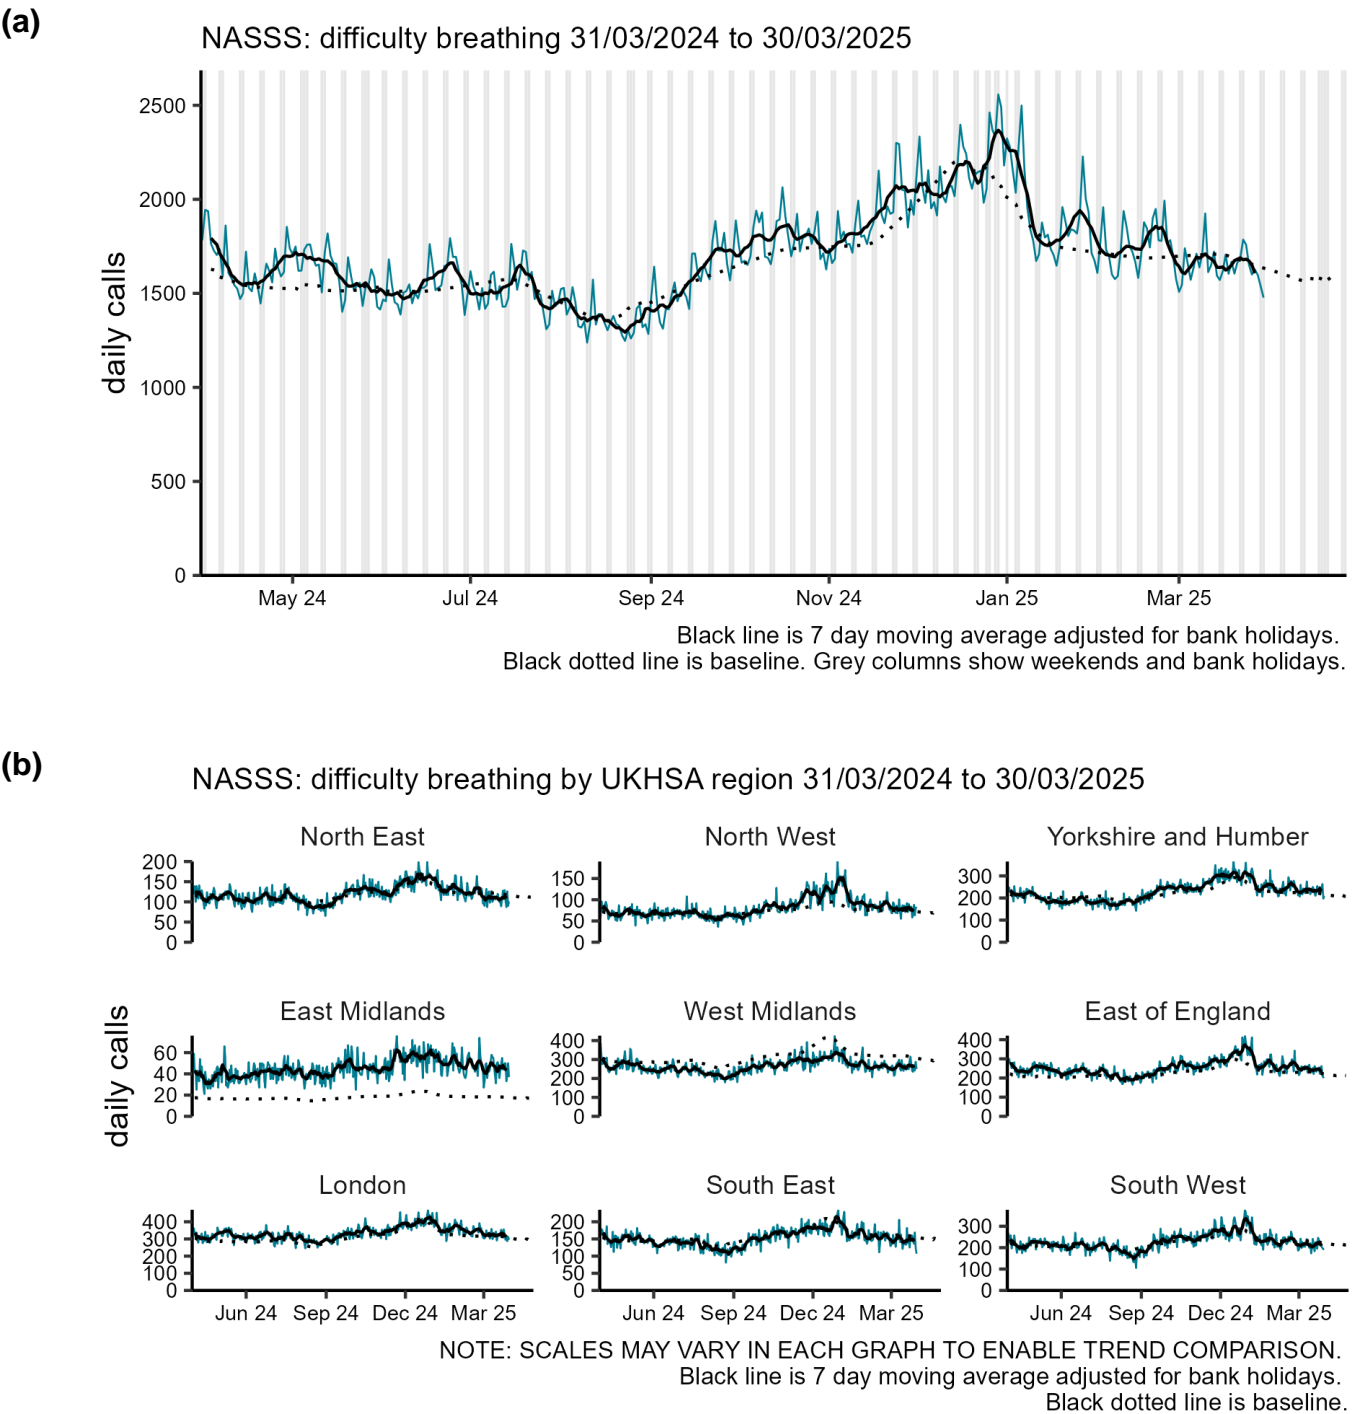 (a)
NASSS: difficulty breathing 31/03/2024 to 30/03/2025
2500
2000
1500
1000
500
0
daily calls
May 24 Jul 24 Sep 24 Nov 24 Jan 25 Mar 25
Black line is 7 day moving average adjusted for bank holidays.
Black dotted line is baseline. Grey columns show weekends and bank holidays.
(b)
NASSS: difficulty breathing by UKHSA region 31/03/2024 to 30/03/2025
North East North West Yorkshire and Humber
200
150
100
50
0
150
100
50
0
300
200
100
0
daily calls
East Midlands West Midlands East of England
60
40
20
0
400
300
200
100
0
400
300
200
100
0
London South East South West
400
300
200
100
0
200
150
100
50
0
300
200
100
0
Jun 24 Sep 24 Dec 24 Mar 25 Jun 24 Sep 24 Dec 24 Mar 25 Jun 24 Sep 24 Dec 24 Mar 25
NOTE: SCALES MAY VARY IN EACH GRAPH TO ENABLE TREND COMPARISON.
Black line is 7 day moving average adjusted for bank holidays.
Black dotted line is baseline.